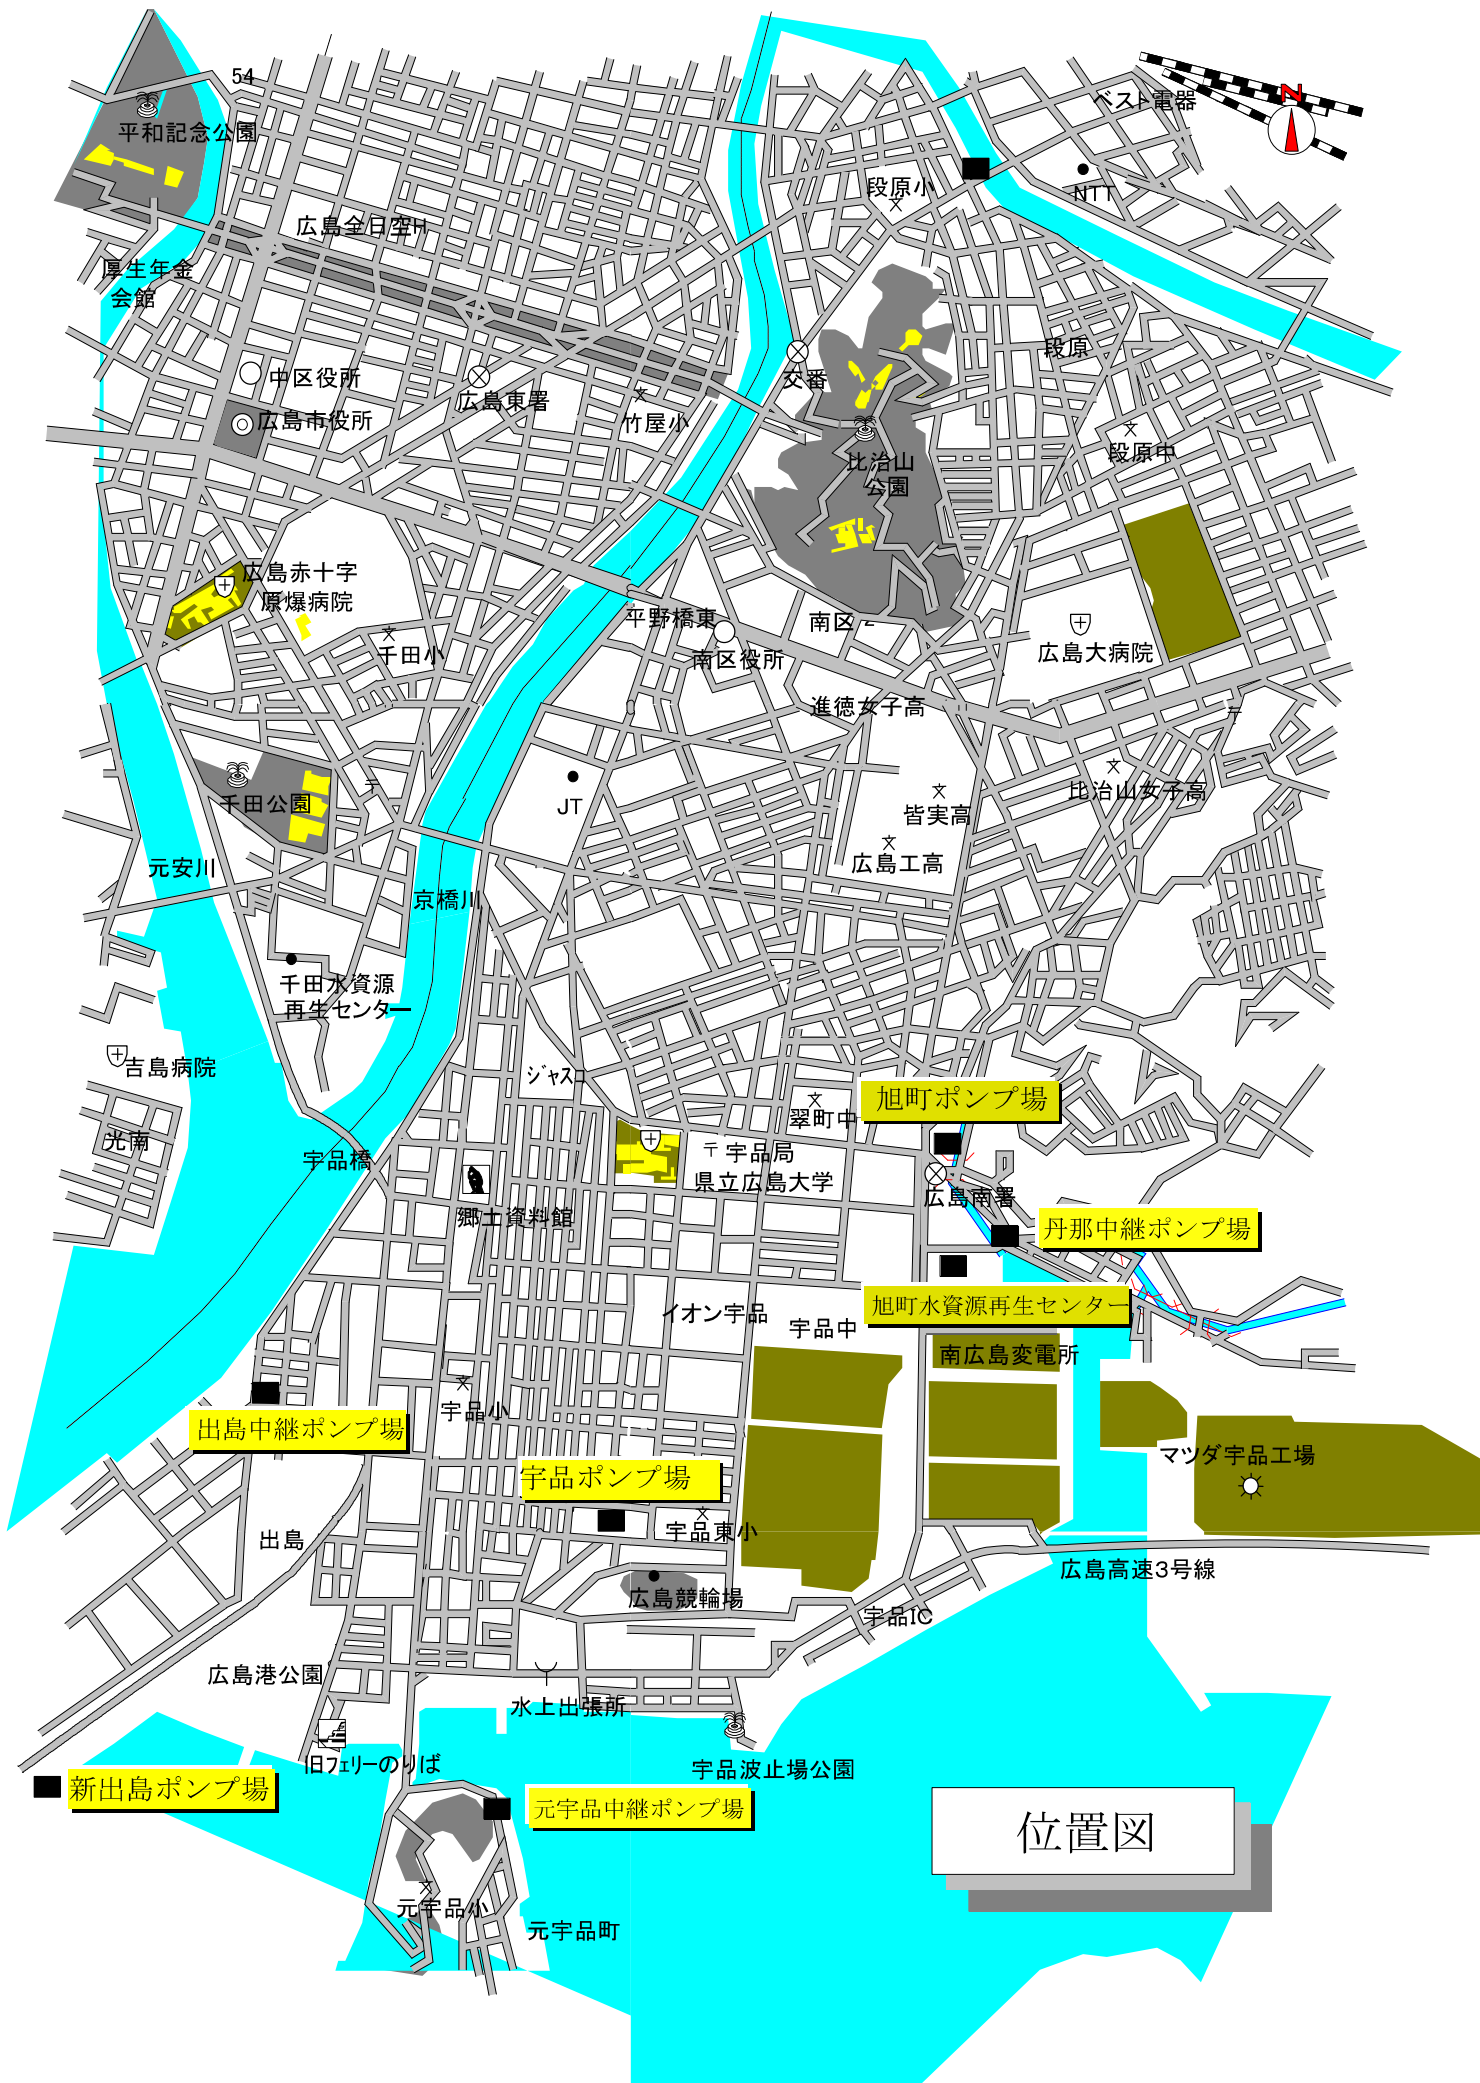 54
ベスト電器
N
平和記念公園
段原小
NTT
広島全日空H
厚生年金
会館
段原
中区役所
交番
広島東署
広島市役所
竹屋小
段原中
比治山
公園
広島赤十字
原爆病院
平野橋東
南区
千田小
南区役所
広島大病院
進徳女子高
〒
千田公園
〒
JT
比治山女子高
皆実高
元安川
広島工高
京橋川
千田水資源
再生センター
吉島病院
ジャスコ
旭町ポンプ場
翠町中
光南
宇品橋
〒宇品局
県立広島大学
広島南署
郷土資料館
丹那中継ポンプ場
イオン宇品
旭町水資源再生センター
宇品中
南広島変電所
宇品小
出島中継ポンプ場
マツダ宇品工場
宇品ポンプ場
出島
宇品東小
広島高速3号線
広島競輪場
宇品IC
広島港公園
水上出張所
旧フェリーのりば
宇品波止場公園
新出島ポンプ場
元宇品中継ポンプ場
位置図
元宇品小
元宇品町